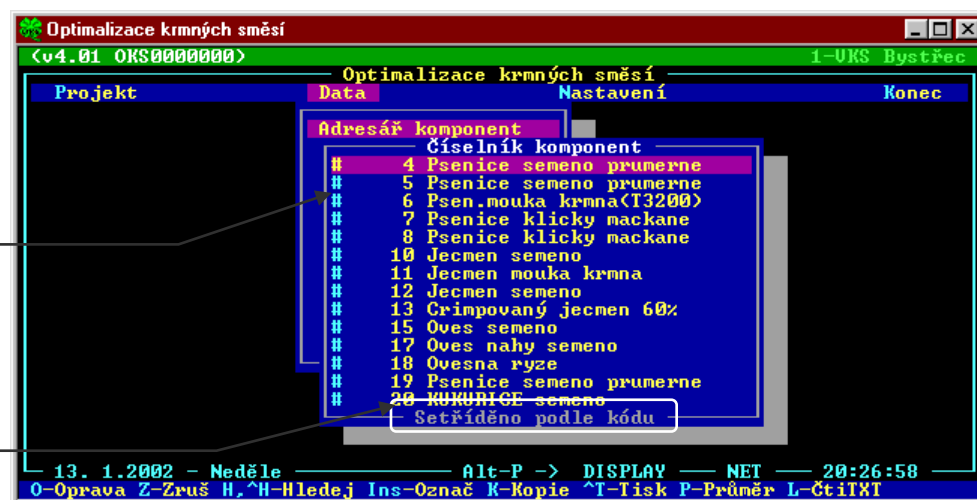 Optimalizace krmných směsí
(v4.01 OKS0000000) 1-VKS Bystřec
Optimalizace krmných směsí
Projekt Data Nastavení Konec
Adresář komponent
Číselník komponent
# 4 Psenice semeno prumerne
# 5 Psenice semeno prumerne
# 6 Psen.mouka krmna(T3200)
# 7 Psenice klicky mackane
# 8 Psenice klicky mackane
# 10 Jecmen semeno
# 11 Jecmen mouka krmna
# 12 Jecmen semeno
# 13 Crimpovaný jecmen 60%
# 15 Oves semeno
# 17 Oves nahy semeno
# 18 Ovesna ryze
# 19 Psenice semeno prumerne
# 20 KUKURICE semeno
Setříděno podle kódu
13. 1.2002 - Neděle Alt-P -> DISPLAY NET 20:26:58
O-Oprava Z-Zruš H,^H-Hledej Ins-Označ K-Kopie ^T-Tisk P-Průměr L-ČtiTXT